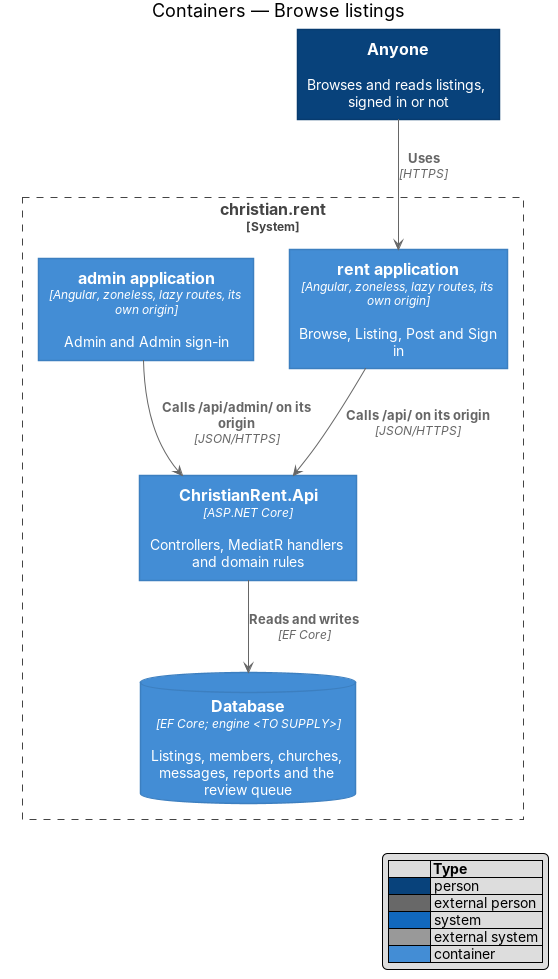 Containers — Browse listings
Anyone
Browses and reads listings,
signed in or not
Uses
[HTTPS]
christian.rent
[System]
admin application
[Angular, zoneless, lazy routes, its
own origin]
Admin and Admin sign-in
rent application
[Angular, zoneless, lazy routes, its
own origin]
Browse, Listing, Post and Sign
in
Calls /api/admin/ on its
origin
[JSON/HTTPS]
Calls /api/ on its origin
[JSON/HTTPS]
ChristianRent.Api
[ASP.NET Core]
Controllers, MediatR handlers
and domain rules
Reads and writes
[EF Core]
Database
[EF Core; engine <TO SUPPLY>]
Listings, members, churches,
messages, reports and the
review queue
Type
person
external person
system
external system
container